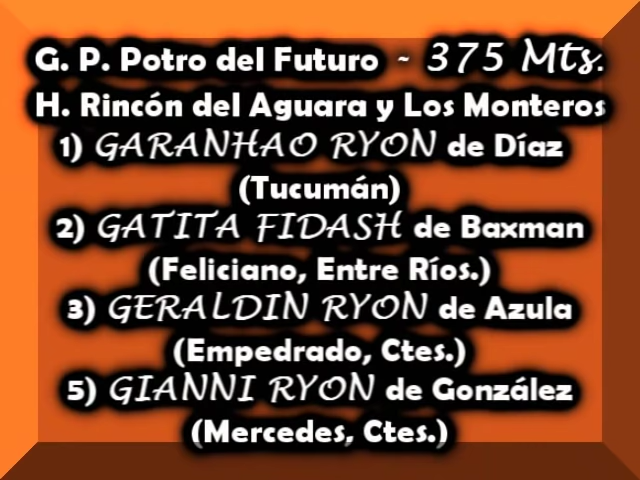 G. P. Potro del Futuro ~ 375 Mts.
H. Rincón del Aguara y Los Monteros
1) GARANHAO RYON de Díaz
(Tucumán)
2) GATITA FIDASH de Baxman
(Feliciano, Entre Ríos.)
3) GERALDIN RYON de Azula
(Empedrado, Ctes.)
5) GIANNI RYON de González
(Mercedes, Ctes.)